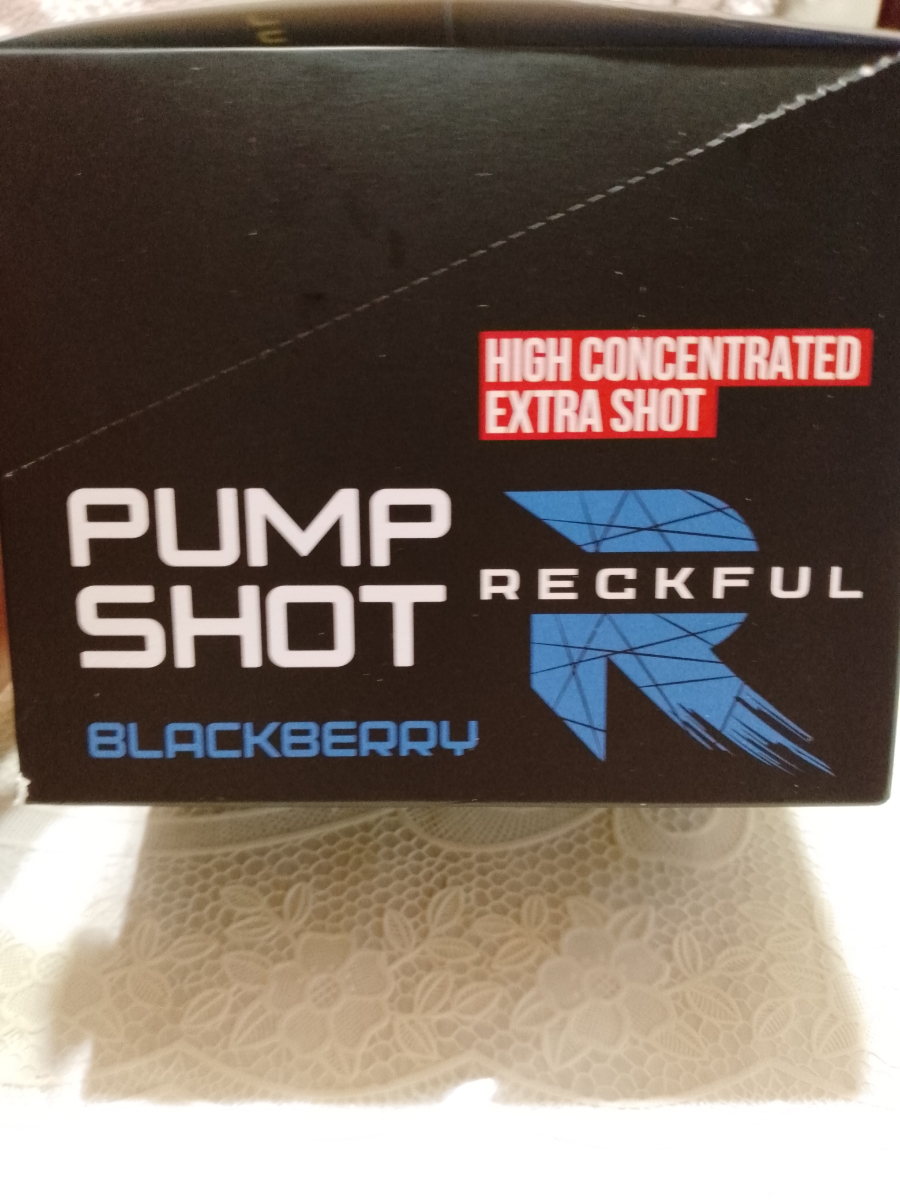 HIGH CONCENTRATED
EXTRA SHOT
PUMP
SHOT
RECKFUL
BLACKBERRY